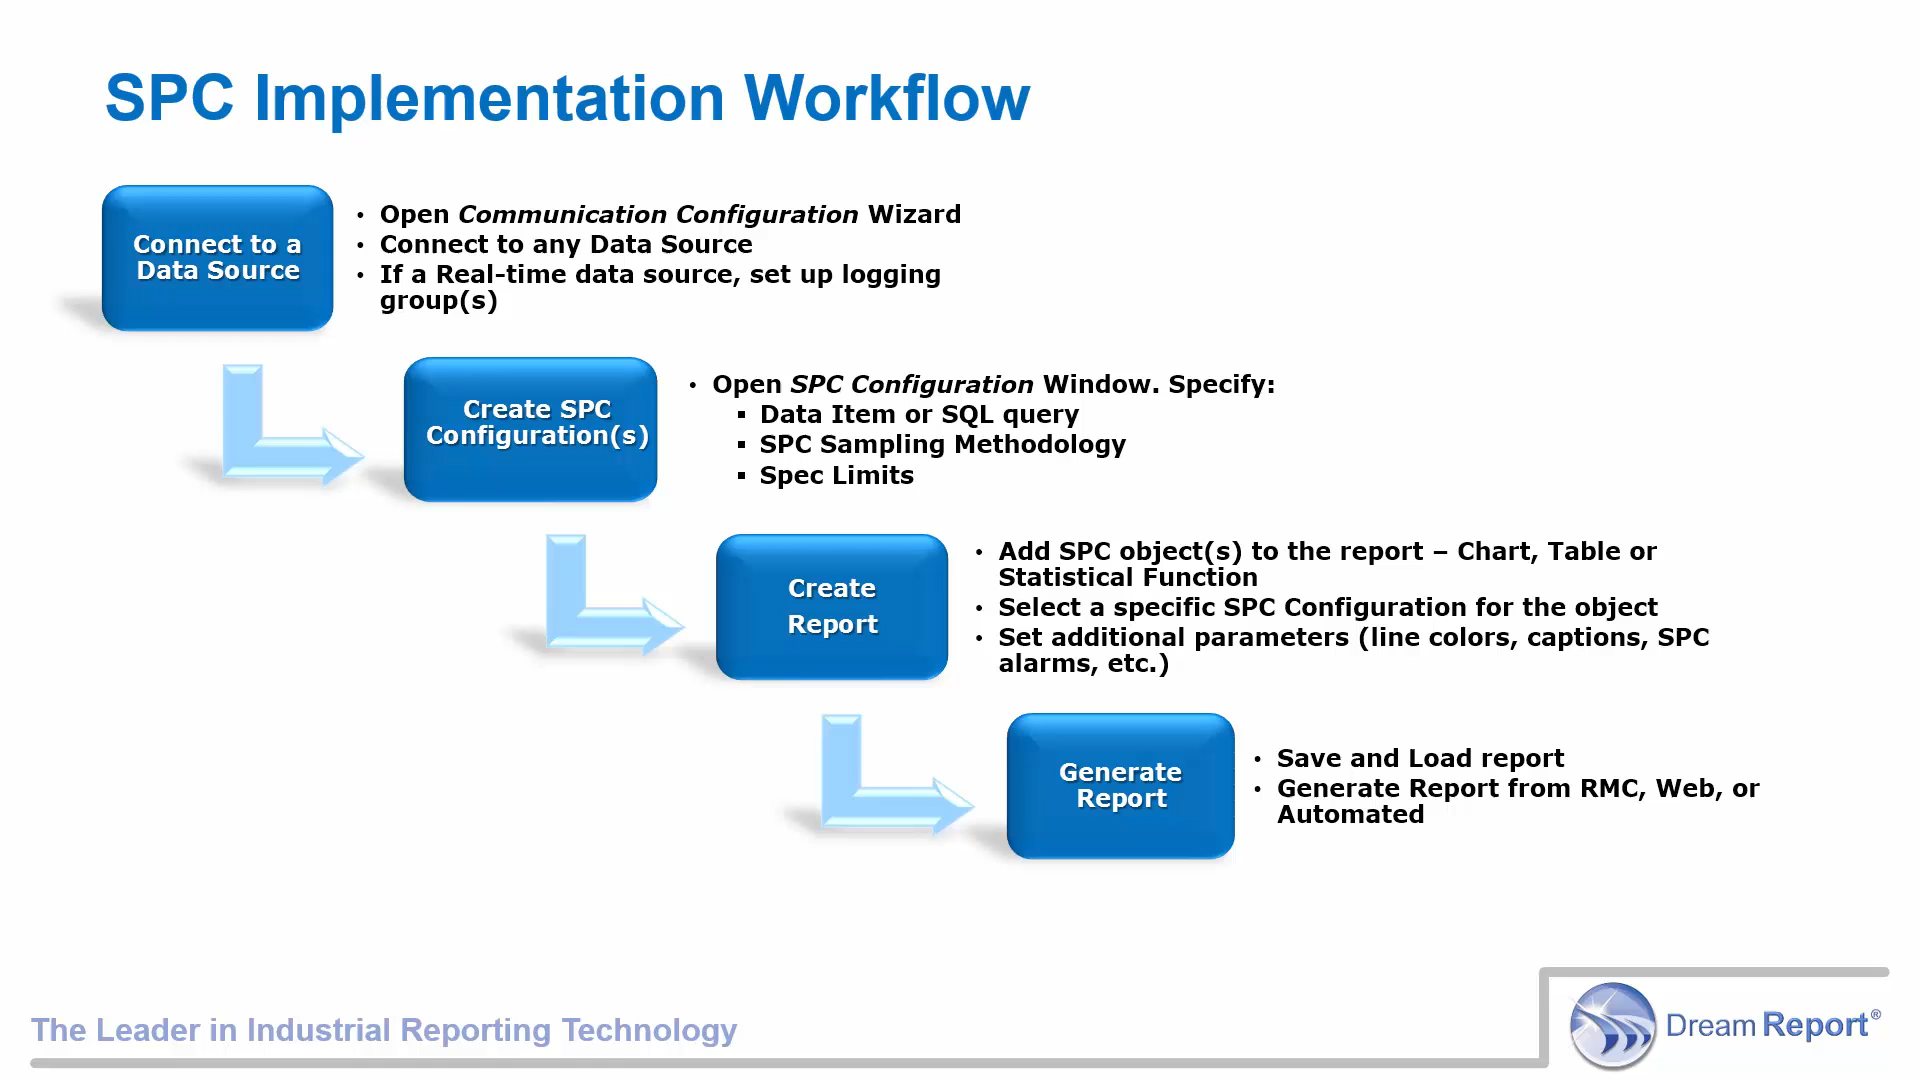 SPC Implementation Workflow
Connect to a
Data Source
• Open Communication Configuration Wizard
• Connect to any Data Source
• If a Real-time data source, set up logging
group(s)
Create SPC
Configuration(s)
• Open SPC Configuration Window. Specify:
▪ Data Item or SQL query
▪ SPC Sampling Methodology
▪ Spec Limits
Create
Report
• Add SPC object(s) to the report – Chart, Table or
Statistical Function
• Select a specific SPC Configuration for the object
• Set additional parameters (line colors, captions, SPC
alarms, etc.)
Generate
Report
• Save and Load report
• Generate Report from RMC, Web, or
Automated
The Leader in Industrial Reporting Technology
Dream Report®